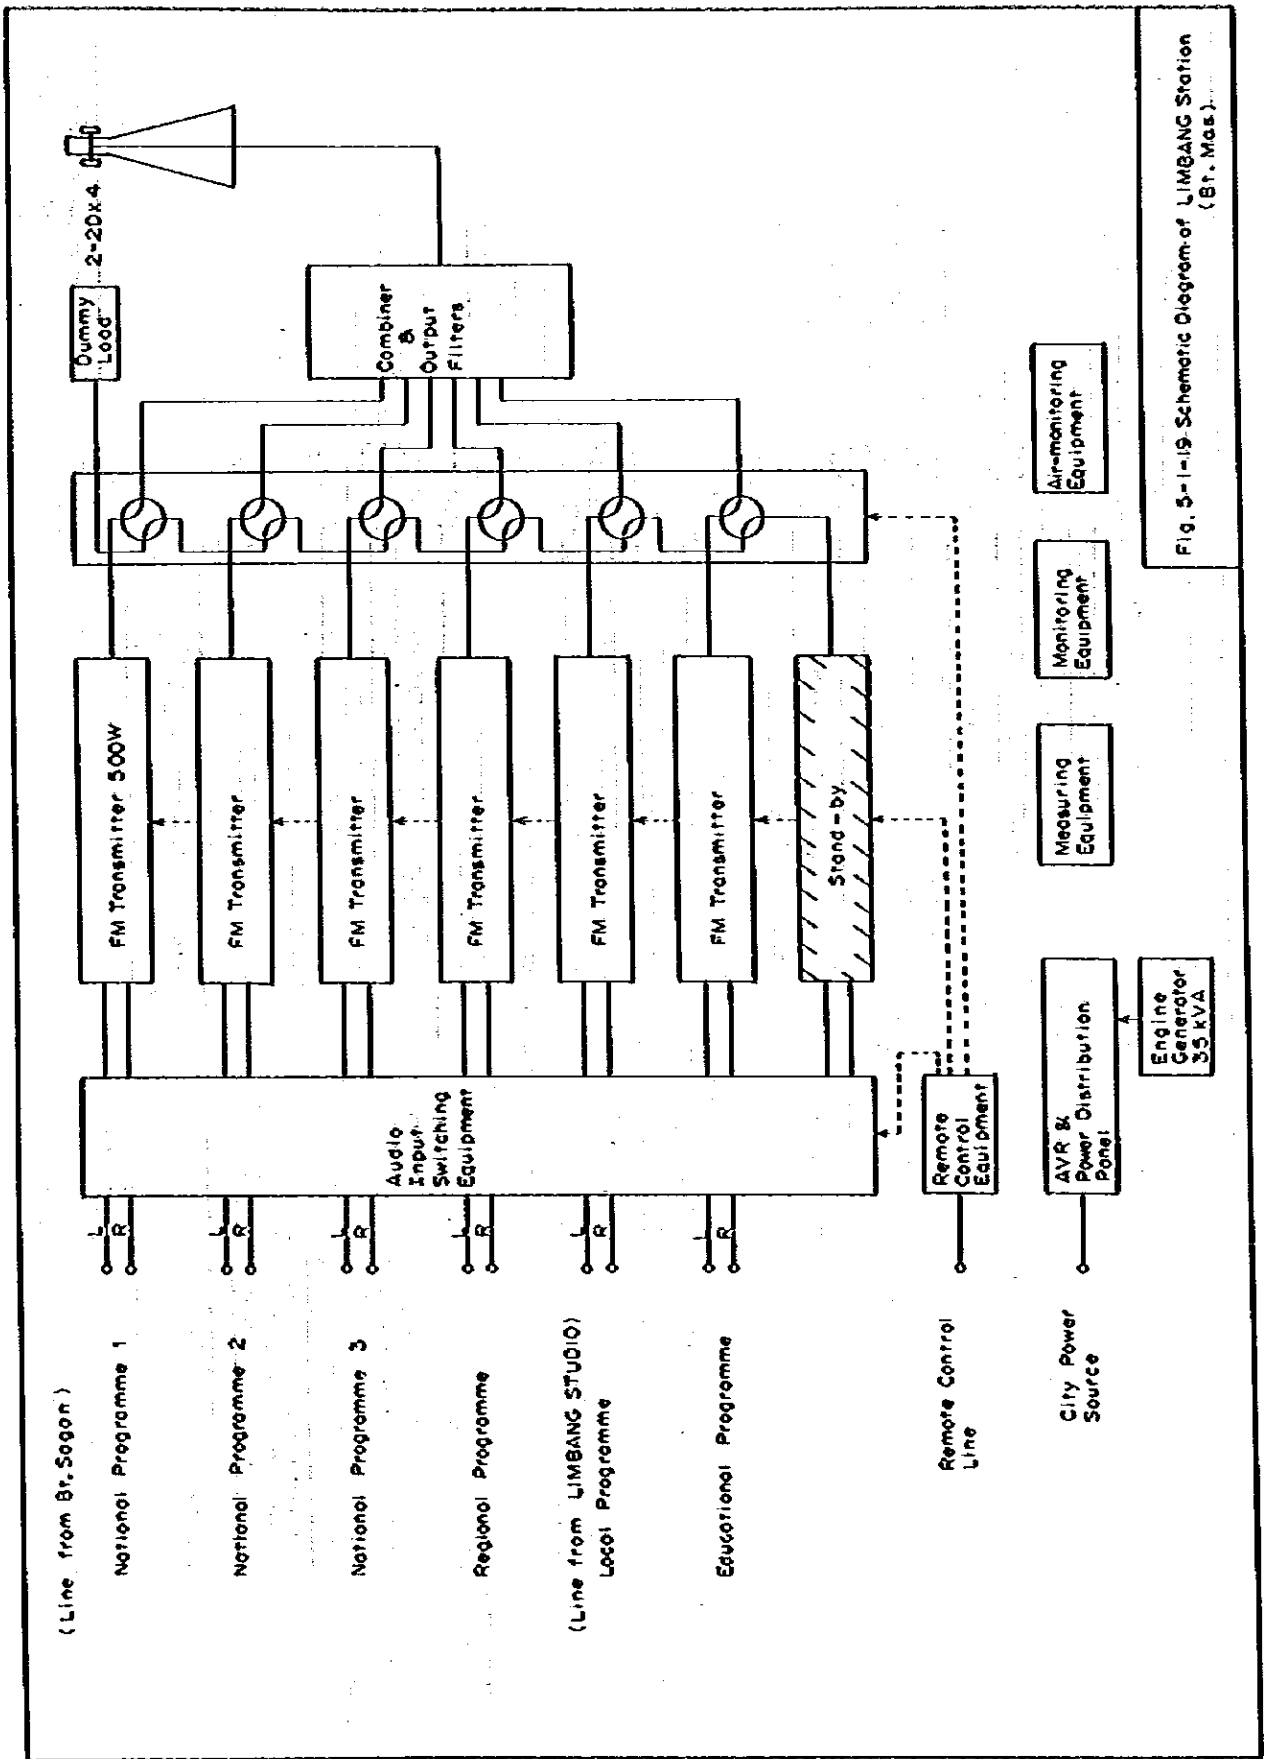 (Line from Br. Sagan)
National Programme 1
National Programme 2
National Programme 3
Regional Programme
(Line from LIMBANG STUDIO)
Local Programme
Educational Programme
Remote Control
Line
City Power
Source
L
R
L
R
L
R
L
R
L
R
L
R
Audio
Input
Switching
Equipment
Remote
Control
Equipment
AVR &
Power Distribution
Panel
Engine
Generator
35 kVA
FM Transmitter 500W
FM Transmitter
FM Transmitter
FM Transmitter
FM Transmitter
FM Transmitter
Stand-by
Measuring
Equipment
Monitoring
Equipment
Air-monitoring
Equipment
Dummy
Load
2-2D×4
Combiner
&
Output
Filters
Fig. 5-1-19 Schematic Diagram of LIMBANG Station
(Bt. Mas)